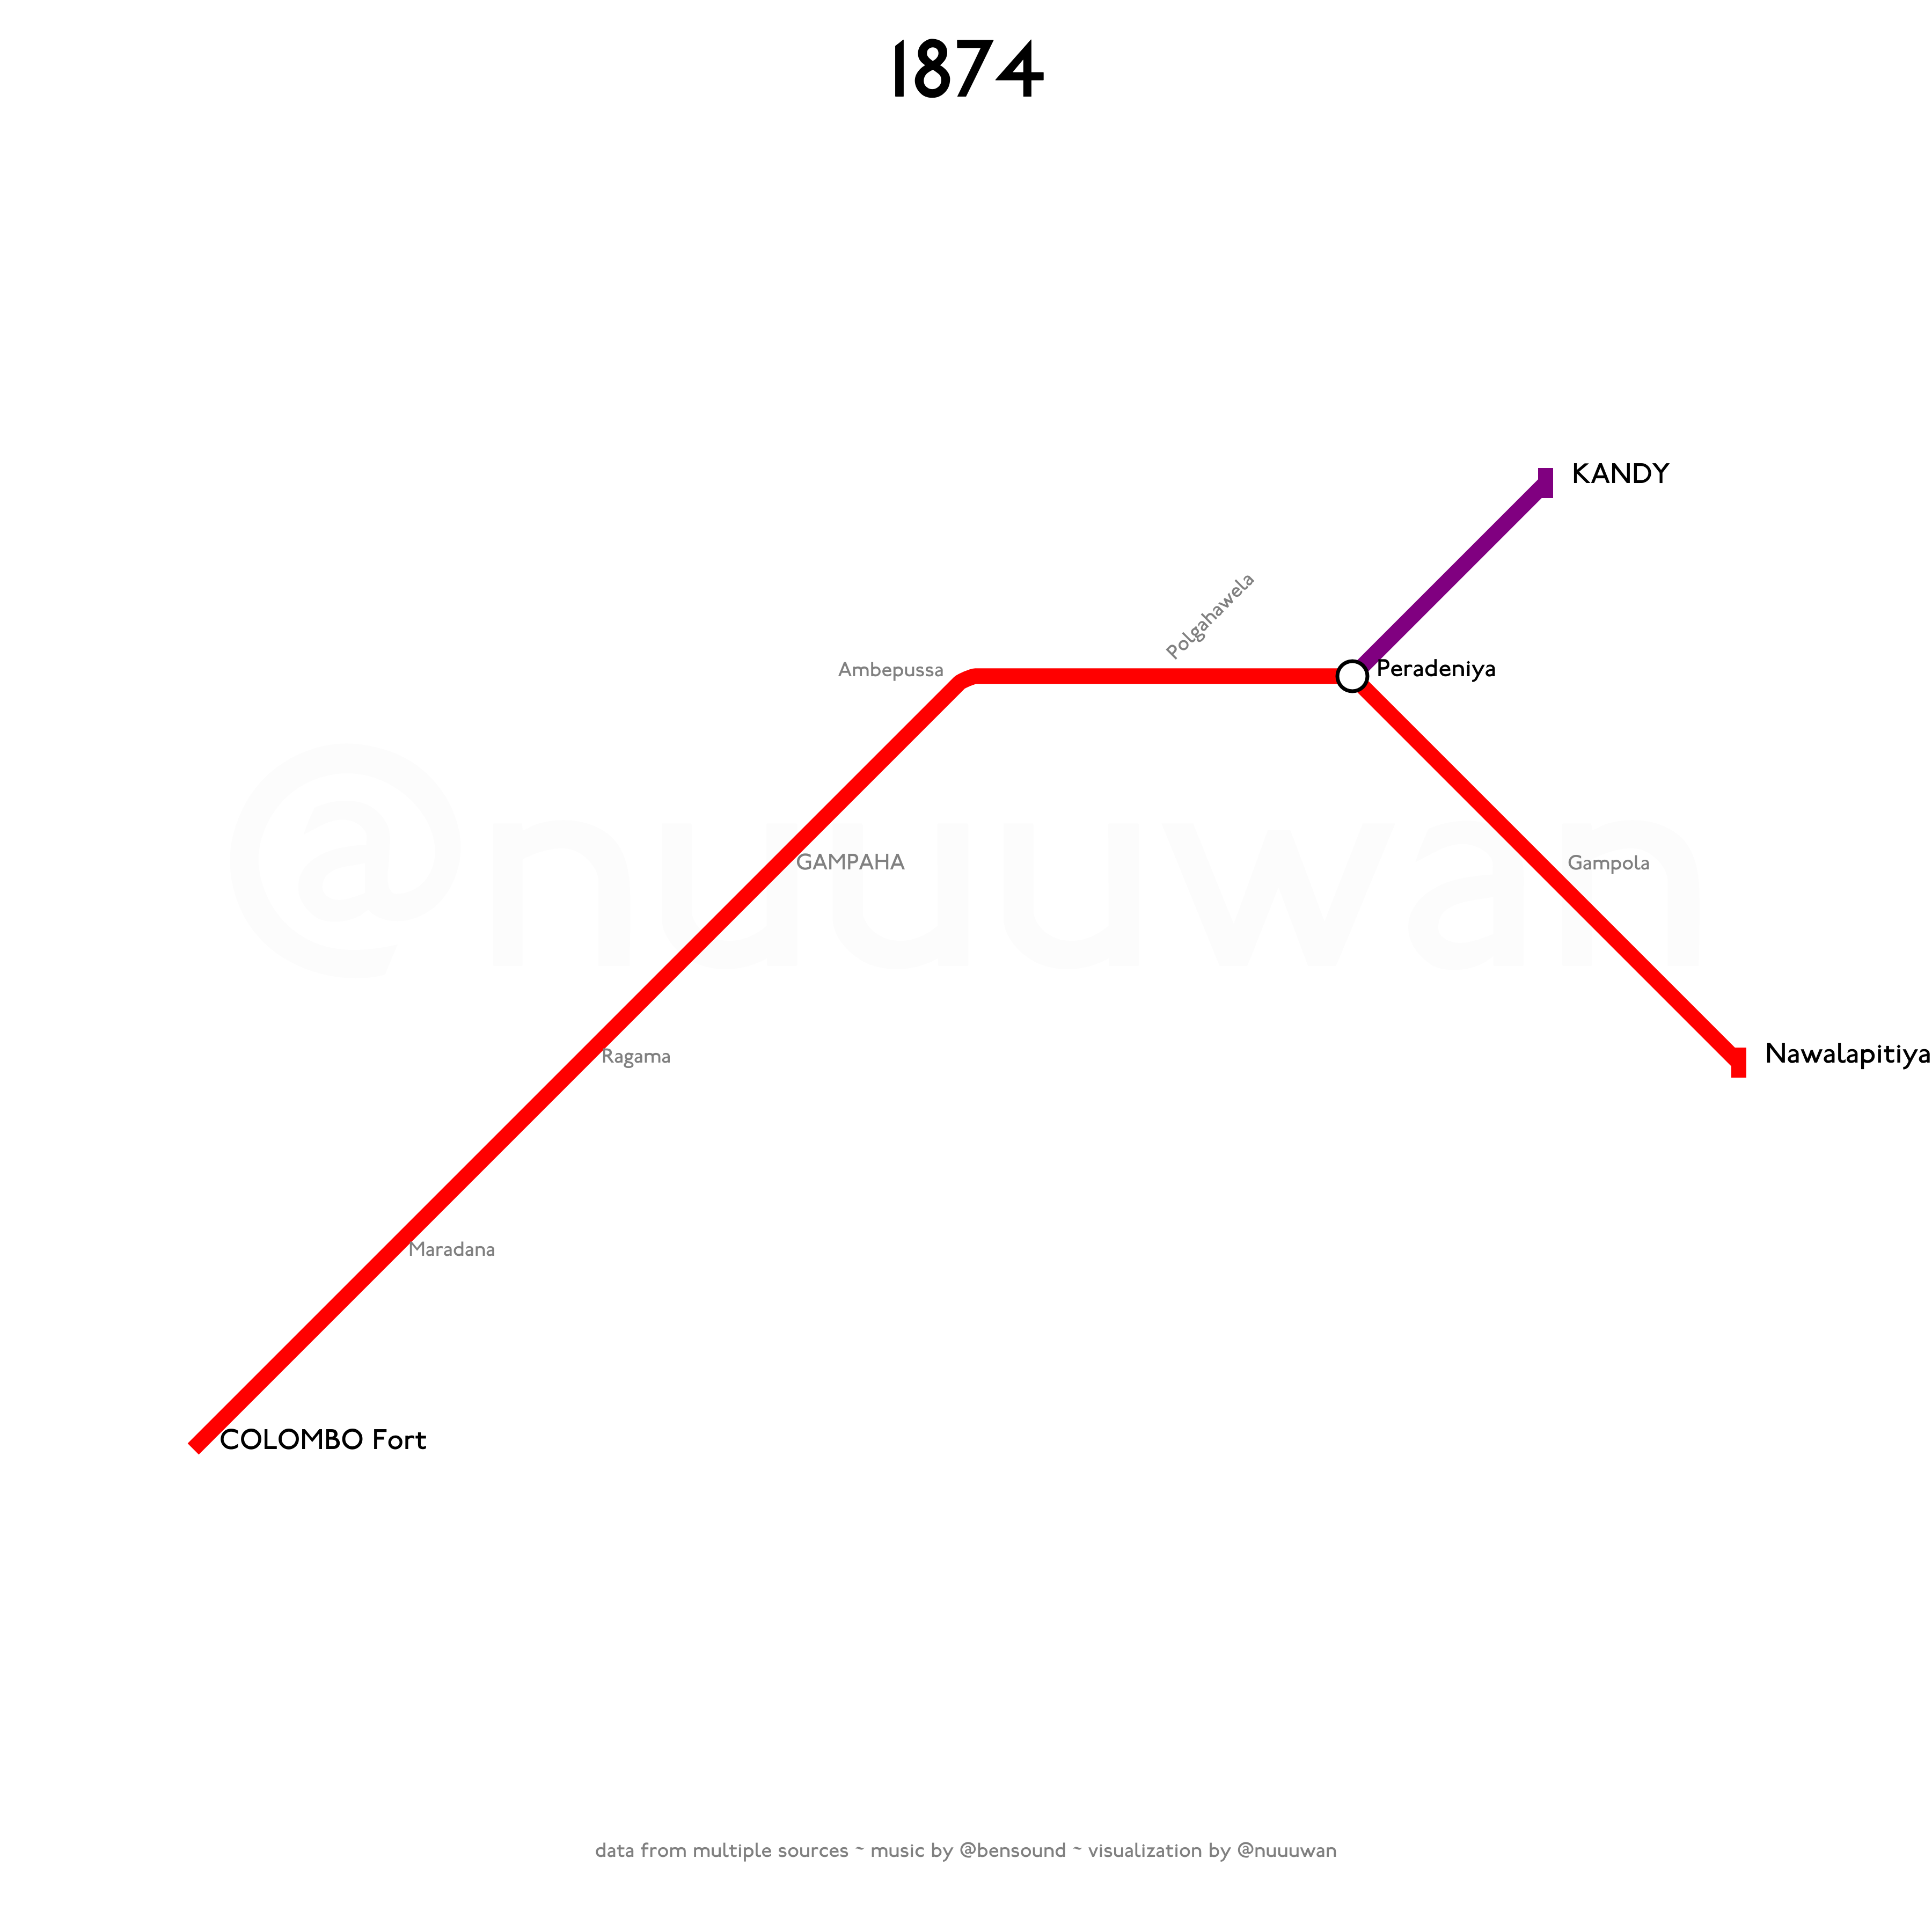 1874
KANDY
Polgahawela
Ambepussa
Peradeniya
GAMPAHA
Gampola
@nuuuwan
Ragama
Nawalapitiya
Maradana
COLOMBO Fort
data from multiple sources ~ music by @bensound ~ visualization by @nuuuwan